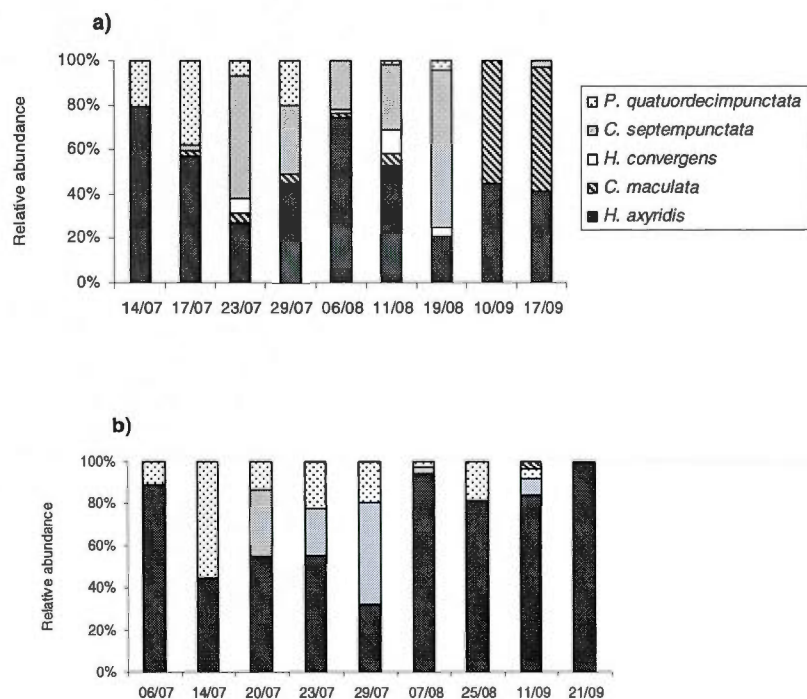 a)
Relative abundance
100%
80%
60%
40%
20%
0%
14/07 17/07 23/07 29/07 06/08 11/08 19/08 10/09 17/09
P. quatuordecimpunctata
C. septempunctata
H. convergens
C. maculata
H. axyridis
b)
Relative abundance
100%
80%
60%
40%
20%
0%
06/07 14/07 20/07 23/07 29/07 07/08 25/08 11/09 21/09